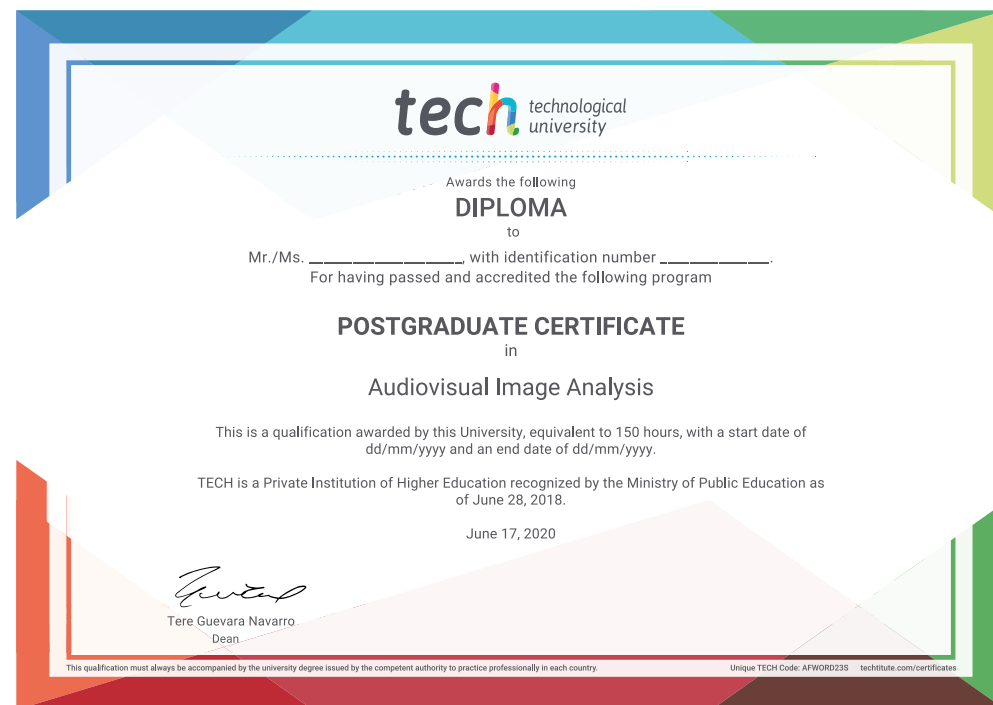 tech technological
university
Awards the following
DIPLOMA
to
Mr./Ms. ____________________, with identification number ______________.
For having passed and accredited the following program
POSTGRADUATE CERTIFICATE
in
Audiovisual Image Analysis
This is a qualification awarded by this University, equivalent to 150 hours, with a start date of
dd/mm/yyyy and an end date of dd/mm/yyyy.
TECH is a Private Institution of Higher Education recognized by the Ministry of Public Education as
of June 28, 2018.
June 17, 2020
Tere Guevara Navarro
Dean
This qualification must always be accompanied by the university degree issued by the competent authority to practice professionally in each country. Unique TECH Code: AFWORD23S techtitute.com/certificates